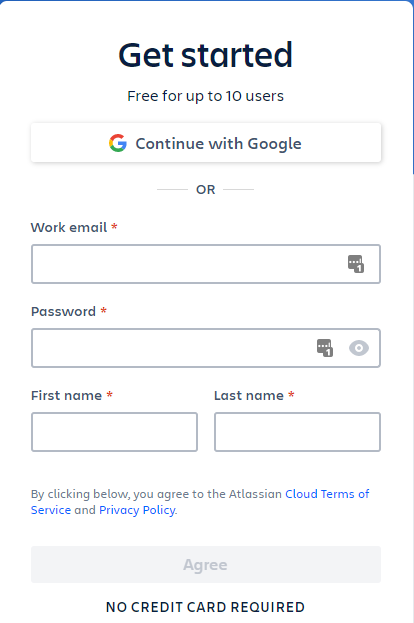 Get started
Free for up to 10 users
Continue with Google
OR
Work email *
1
Password *
1
First name * Last name *
By clicking below, you agree to the Atlassian Cloud Terms of
Service and Privacy Policy.
Agree
NO CREDIT CARD REQUIRED